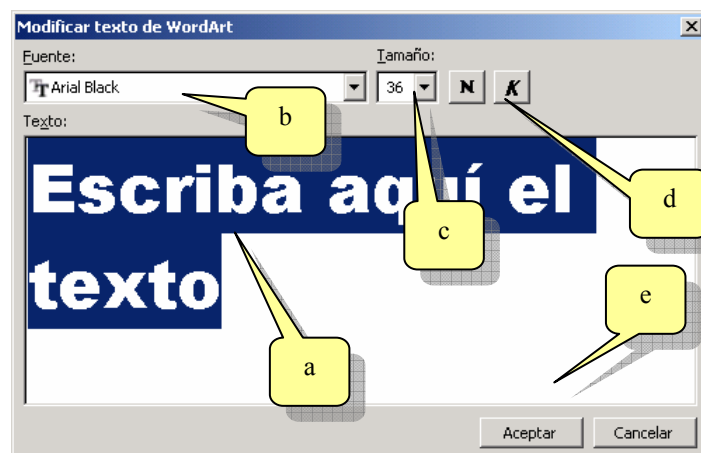 Modificar texto de WordArt
Fuente: Tamaño:
Arial Black 36 N K
Texto:
b
d
c
e
a
Escriba aquí el
texto
Aceptar Cancelar